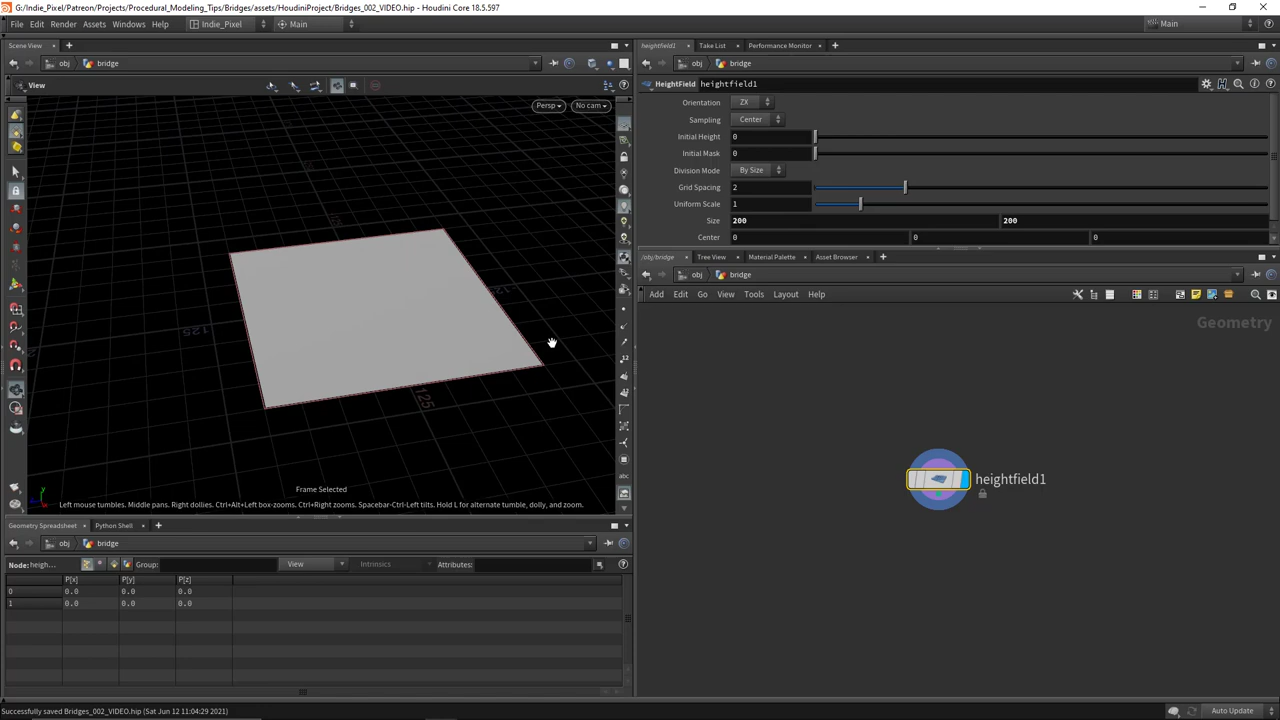 G:/Indie_Pixel/Patreon/Projects/Procedural_Modeling_Tips/Bridges/assets/HoudiniProject/Bridges_002_VIDEO.hip - Houdini Core 18.5.597
File Edit Render Assets Windows Help Indie_Pixel Main Main
Scene View
obj bridge
View
Persp No cam
125
125
Frame Selected
Left mouse tumbles. Middle pans. Right dollies. Ctrl+Alt+Left box-zooms. Ctrl+Right zooms. Spacebar-Ctrl-Left tilts. Hold L for alternate tumble, dolly, and zoom.
abc
Geometry Spreadsheet Python Shell
obj bridge
Node: heigh... Group: View Intrinsics Attributes:
P[x] P[y] P[z]
0 0.0 0.0 0.0
1 0.0 0.0 0.0
heightfield1 Take List Performance Monitor
obj bridge
HeightField heightfield1
Orientation ZX
Sampling Center
Initial Height 0
Initial Mask 0
Division Mode By Size
Grid Spacing 2
Uniform Scale 1
Size 200 200
Center 0 0 0
/obj/bridge Tree View Material Palette Asset Browser
obj bridge
Add Edit Go View Tools Layout Help
Geometry
heightfield1
Successfully saved Bridges_002_VIDEO.hip (Sat Jun 12 11:04:29 2021)
Auto Update